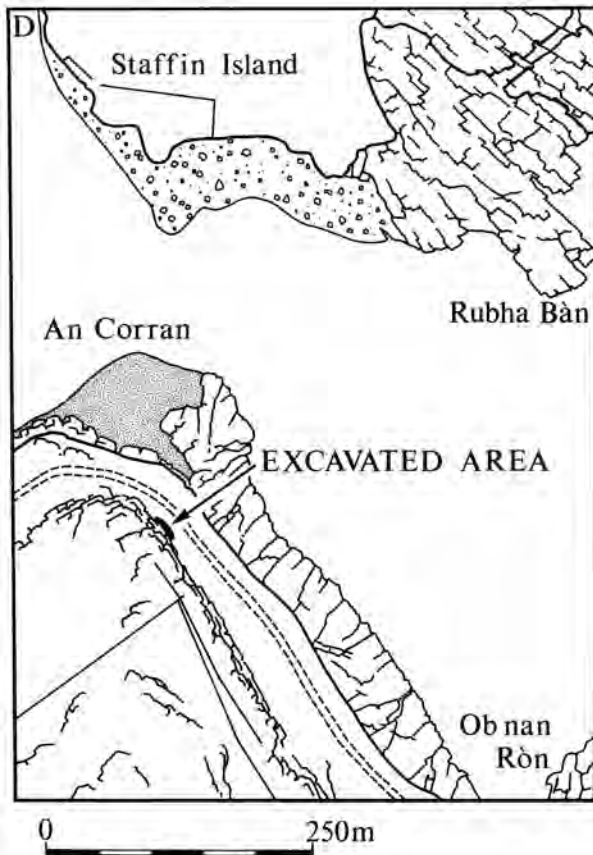 D
Staffin Island
Rubha Bàn
An Corran
EXCAVATED AREA
Ob nan
Ròn
0 250m